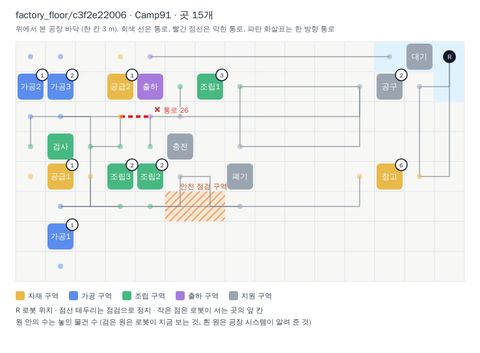 factory_floor/c3f2e22006 · Camp91 · 곳 15개
위에서 본 공장 바닥 (한 칸 3 m). 회색 선은 통로, 빨간 점선은 막힌 통로, 파란 화살표는 한 방향 통로
대기
R
가공2 1
가공3 2
공급2 1
출하
조립1 3
공구 2
✖ 통로 26
검사
충전
공급1 1
조립3 2
조립2 2
폐기
창고 6
안전 점검 구역
가공1 1
자재 구역
가공 구역
조립 구역
출하 구역
지원 구역
R 로봇 위치 · 점선 테두리는 점검으로 정지 · 작은 점은 로봇이 서는 곳의 앞 칸
원 안의 수는 놓인 물건 수 (검은 원은 로봇이 지금 보는 것, 흰 원은 공장 시스템이 알려 준 것)